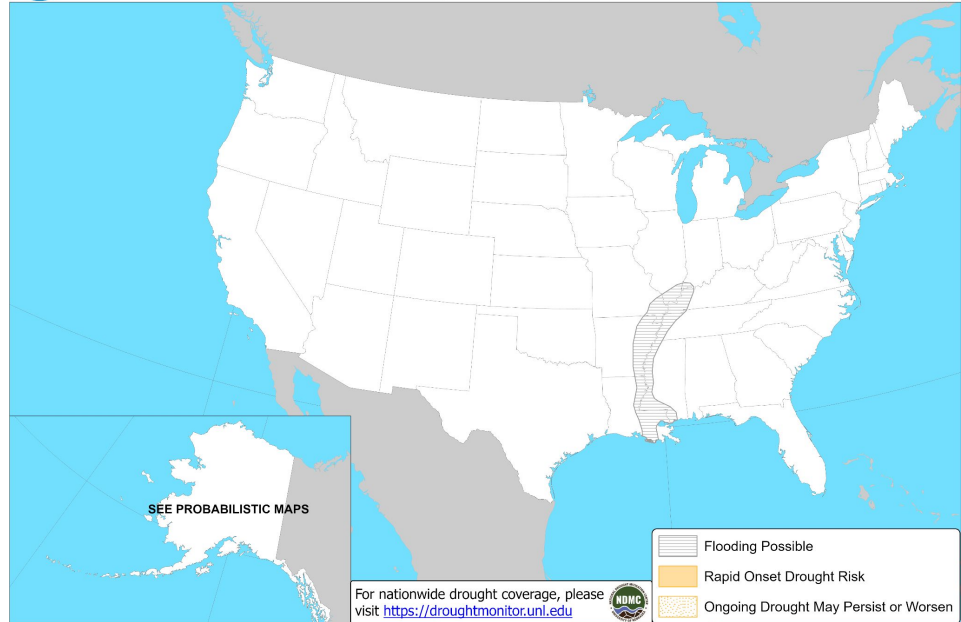 SEE PROBABILISTIC MAPS
For nationwide drought coverage, please
visit https://droughtmonitor.unl.edu
NDMC
Flooding Possible
Rapid Onset Drought Risk
Ongoing Drought May Persist or Worsen